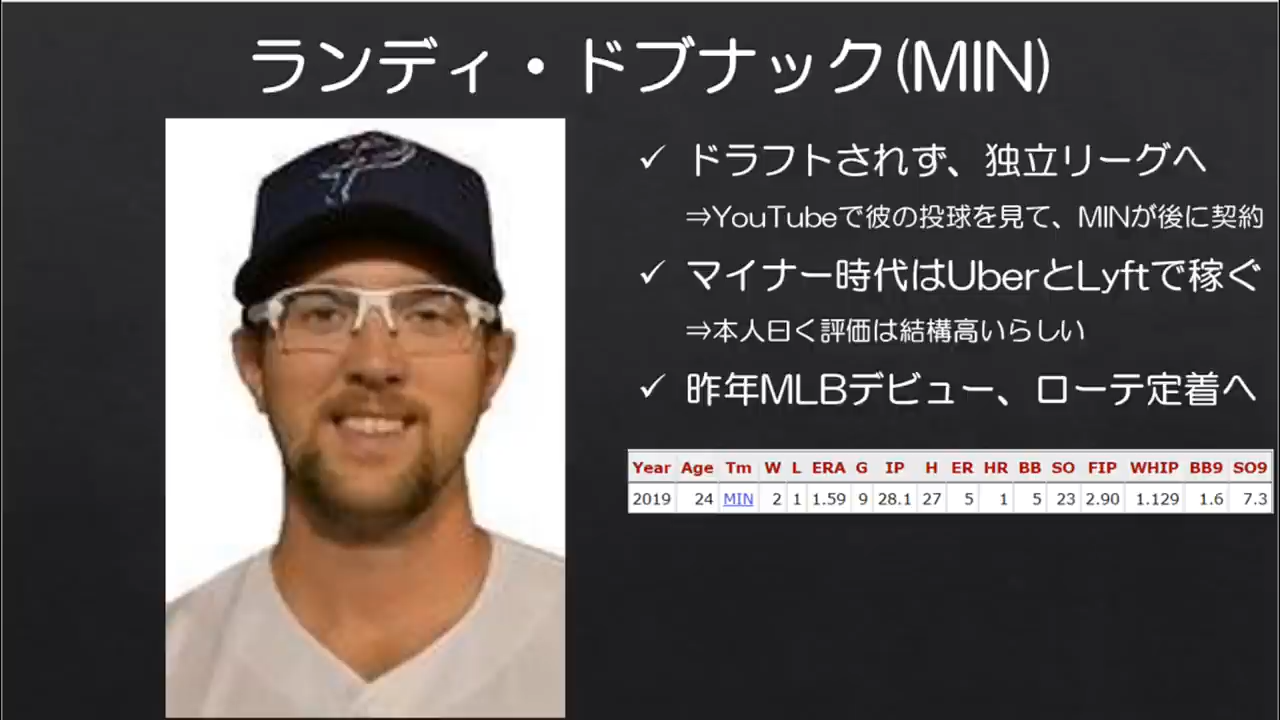 ランディ・ドブナック(MIN)
✓ ドラフトされず、独立リーグへ
⇒YouTubeで彼の投球を見て、MINが後に契約
✓ マイナー時代はUberとLyftで稼ぐ
⇒本人曰く評価は結構高いらしい
✓ 昨年MLBデビュー、ローテ定着へ
Year Age Tm W L ERA G IP H ER HR BB SO FIP WHIP BB9 SO9
2019 24 MIN 2 1 1.59 9 28.1 27 5 1 5 23 2.90 1.129 1.6 7.3